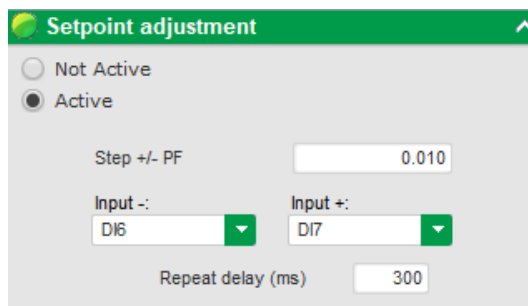 Setpoint adjustment
Not Active
Active
Step +/- PF 0.010
Input -: Input +:
DI6 DI7
Repeat delay (ms) 300